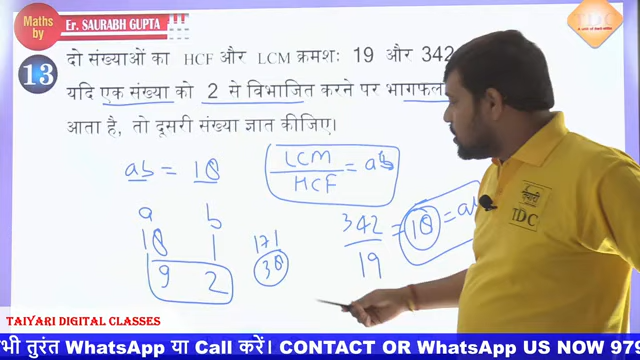 Maths by
Er. SAURABH GUPTA
TDC
13
दो संख्याओं का HCF और LCM क्रमशः 19 और 342
यदि एक संख्या को 2 से विभाजित करने पर भागफल
आता है, तो दूसरी संख्या ज्ञात कीजिए।
ab = 18
LCM/HCF = ab
a b
18 1
9 2
171
38
342/19 = 18 = ab
TDC
TAIYARI DIGITAL CLASSES
भी तुरंत WhatsApp या Call करें। CONTACT OR WhatsApp US NOW 979